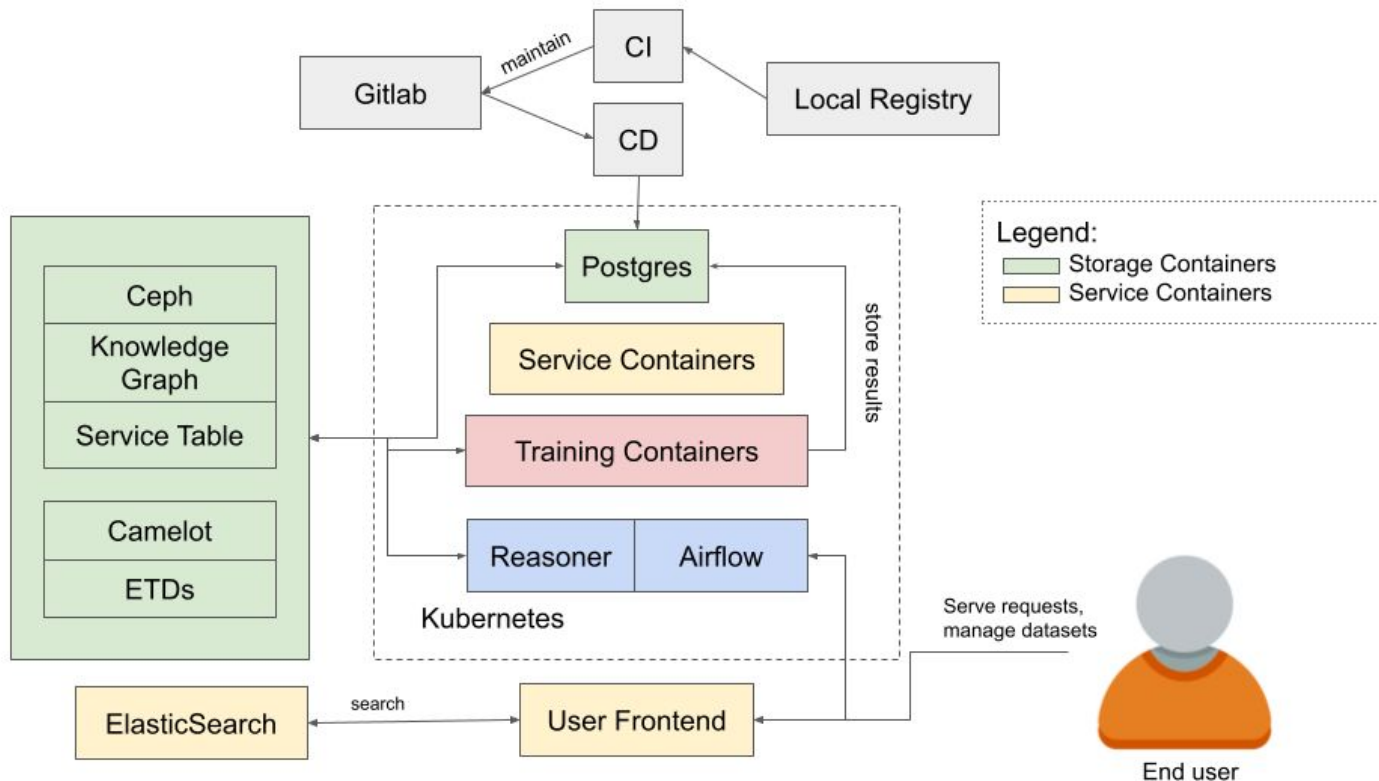 CI
maintain
Gitlab
Local Registry
CD
Legend:
Storage Containers
Service Containers
Postgres
Ceph
Knowledge
Graph
Service Table
Camelot
ETDs
Service Containers
store results
Training Containers
Reasoner
Airflow
Kubernetes
Serve requests,
manage datasets
ElasticSearch
search
User Frontend
End user